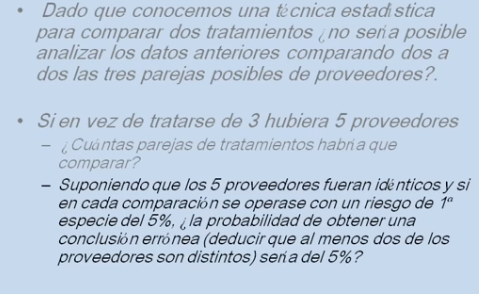 • Dado que conocemos una técnica estadística
para comparar dos tratamientos ¿no sería posible
analizar los datos anteriores comparando dos a
dos las tres parejas posibles de proveedores?.
• Si en vez de tratarse de 3 hubiera 5 proveedores
– ¿Cuántas parejas de tratamientos habría que
comparar?
– Suponiendo que los 5 proveedores fueran idénticos y si
en cada comparación se operase con un riesgo de 1ª
especie del 5%, ¿la probabilidad de obtener una
conclusión errónea (deducir que al menos dos de los
proveedores son distintos) sería del 5%?